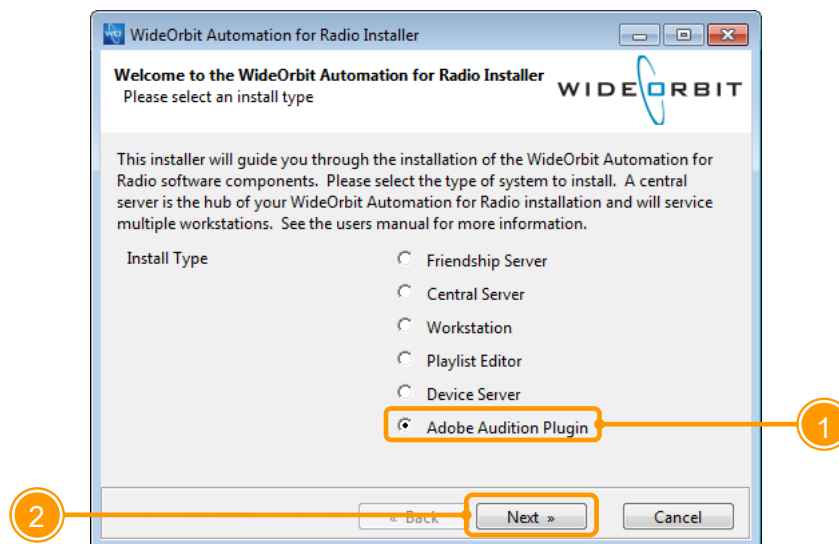 WideOrbit Automation for Radio Installer
Welcome to the WideOrbit Automation for Radio Installer
Please select an install type
WIDEORBIT
This installer will guide you through the installation of the WideOrbit Automation for
Radio software components. Please select the type of system to install. A central
server is the hub of your WideOrbit Automation for Radio installation and will service
multiple workstations. See the users manual for more information.
Install Type
Friendship Server
Central Server
Workstation
Playlist Editor
Device Server
Adobe Audition Plugin
1
2
« Back
Next »
Cancel